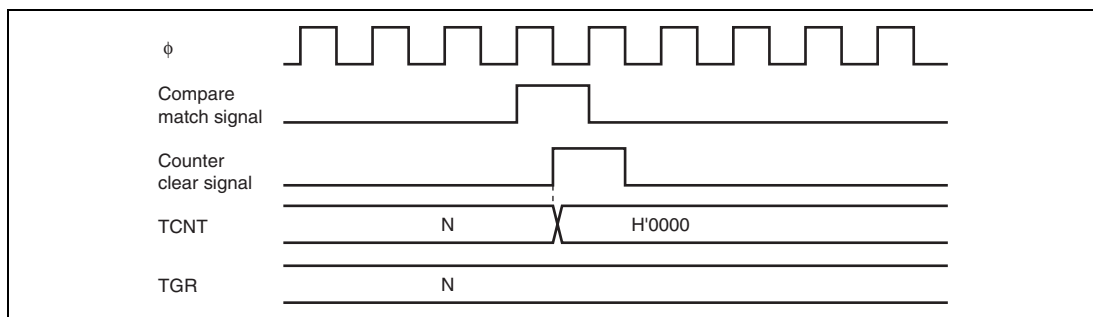 ϕ
Compare
match signal
Counter
clear signal
TCNT N H'0000
TGR N